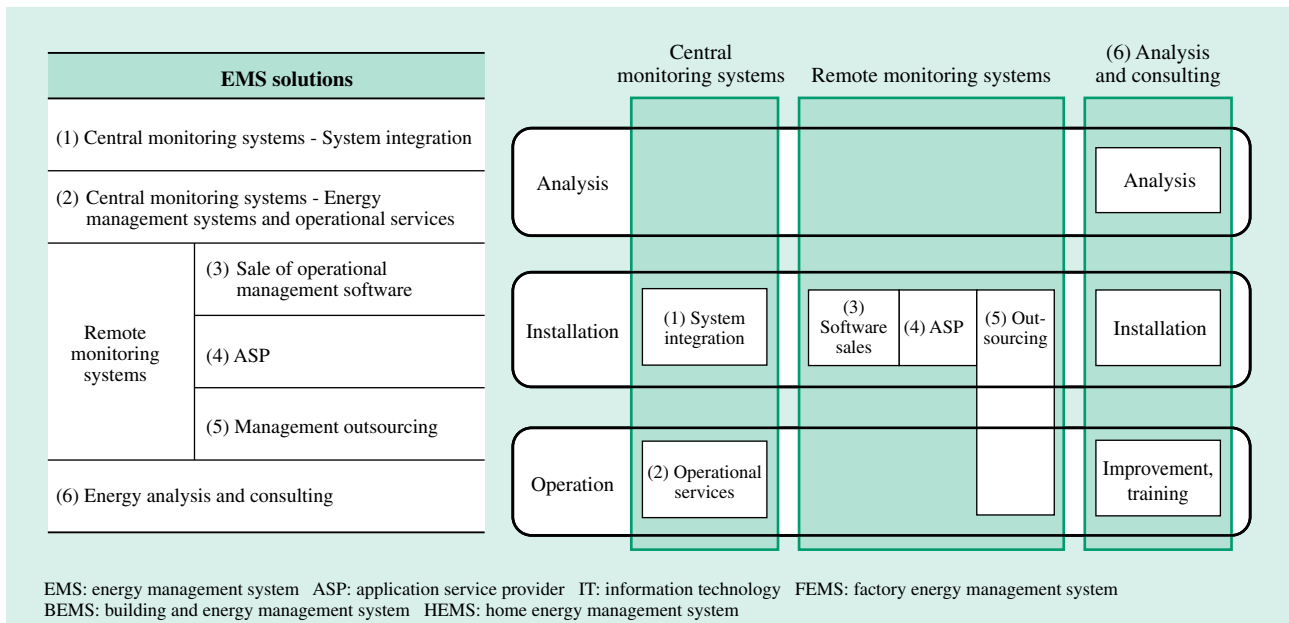 EMS solutions
(1) Central monitoring systems - System integration
(2) Central monitoring systems - Energy
management systems and operational services
Remote
monitoring
systems
(3) Sale of operational
management software
(4) ASP
(5) Management outsourcing
(6) Energy analysis and consulting
Central
monitoring systems
Remote monitoring systems
(6) Analysis
and consulting
Analysis
Analysis
Installation
(1) System
integration
(3)
Software
sales
(4) ASP
(5) Out-
sourcing
Installation
Operation
(2) Operational
services
Improvement,
training
EMS: energy management system ASP: application service provider IT: information technology FEMS: factory energy management system
BEMS: building and energy management system HEMS: home energy management system